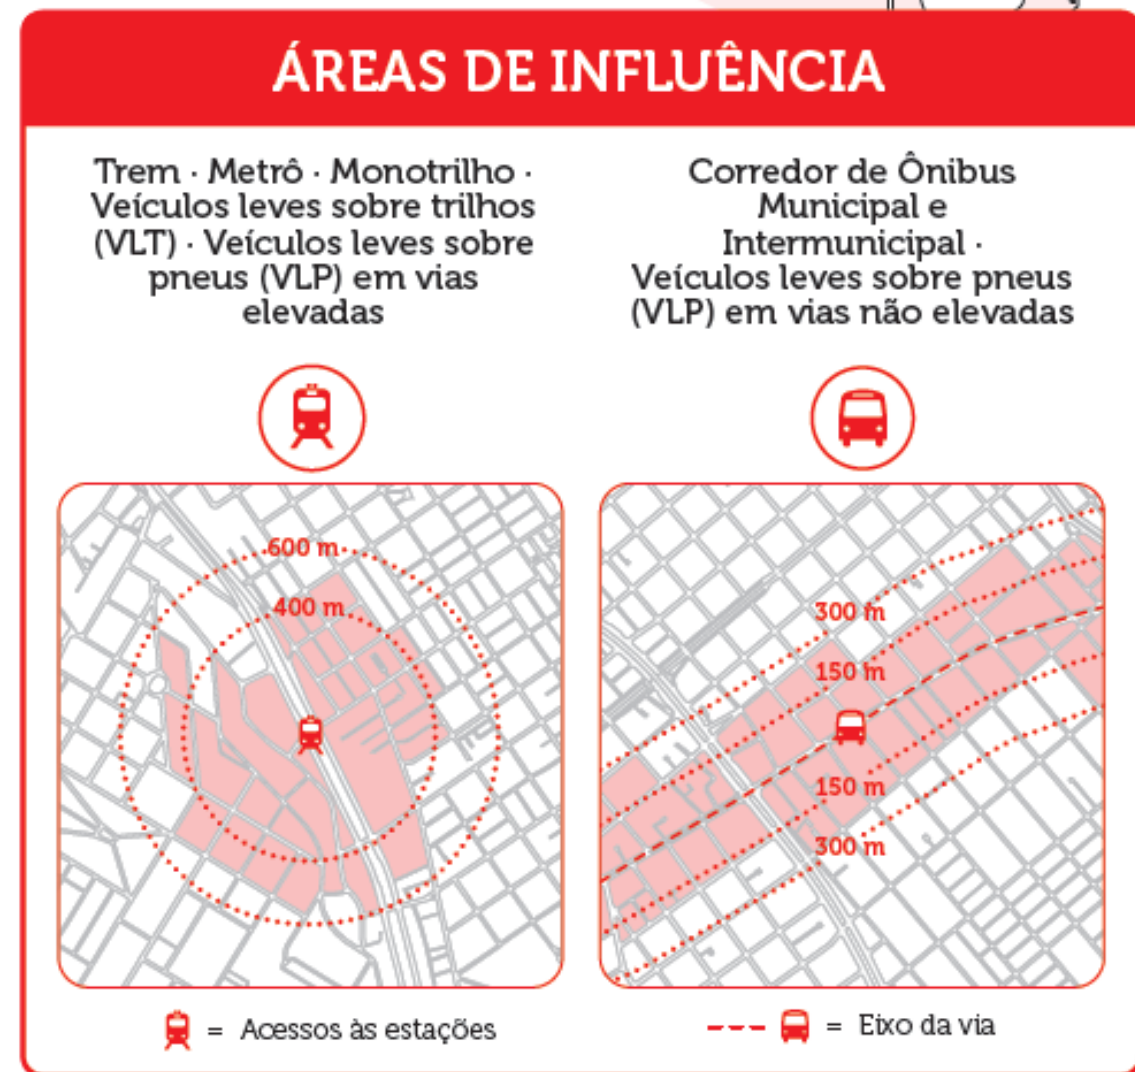 ÁREAS DE INFLUÊNCIA
Trem · Metrô · Monotrilho ·
Veículos leves sobre trilhos
(VLT) · Veículos leves sobre
pneus (VLP) em vias
elevadas
Corredor de Ônibus
Municipal e
Intermunicipal ·
Veículos leves sobre pneus
(VLP) em vias não elevadas
600 m
400 m
300 m
150 m
150 m
300 m
= Acessos às estações
= Eixo da via